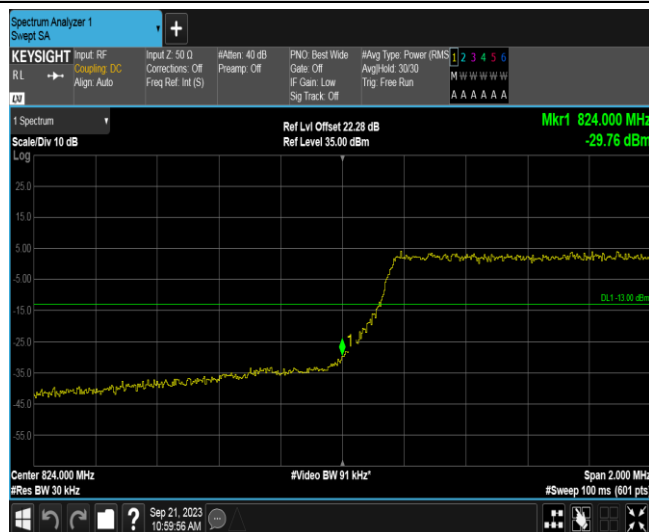 Spectrum Analyzer 1
Swept SA
+
KEYSIGHT
RL
LXI
Input: RF
Coupling: DC
Align: Auto
Input Z: 50 Ω
Corrections: Off
Freq Ref: Int (S)
#Atten: 40 dB
Preamp: Off
PNO: Best Wide
Gate: Off
IF Gain: Low
Sig Track: Off
#Avg Type: Power (RMS
Avg|Hold: 30/30
Trig: Free Run
1 2 3 4 5 6
M W W W W W
A A A A A A
1 Spectrum
Scale/Div 10 dB
Ref Lvl Offset 22.28 dB
Ref Level 35.00 dBm
Mkr1 824.000 MHz
-29.76 dBm
Log
25.0
15.0
5.00
-5.00
DL1 -13.00 dBm
-15.0
1
-25.0
-35.0
-45.0
-55.0
Center 824.000 MHz
#Video BW 91 kHz*
Span 2.000 MHz
#Res BW 30 kHz
#Sweep 100 ms (601 pts)
?
Sep 21, 2023
10:59:56 AM